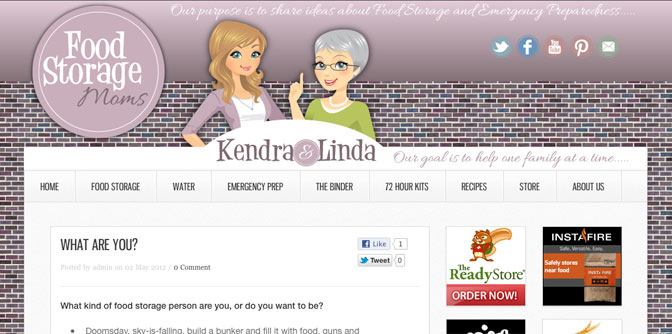 Our purpose is to share ideas about Food Storage and Emergency Preparedness.....
Food
Storage
Moms
Kendra & Linda
Our goal is to help one family at a time.....
HOME FOOD STORAGE WATER EMERGENCY PREP THE BINDER 72 HOUR KITS RECIPES STORE ABOUT US
WHAT ARE YOU?
Posted by admin on 02 May 2012 / 0 Comment
Like 1
Tweet 0
What kind of food storage person are you, or do you want to be?
Doomsday, sky-is-falling, build a bunker and fill it with food, guns and
The
ReadyStore
ORDER NOW!
INSTAFIRE
Safe. Versatile. Easy.
Safely stores
near food
INSTAFIRE
You
Tube